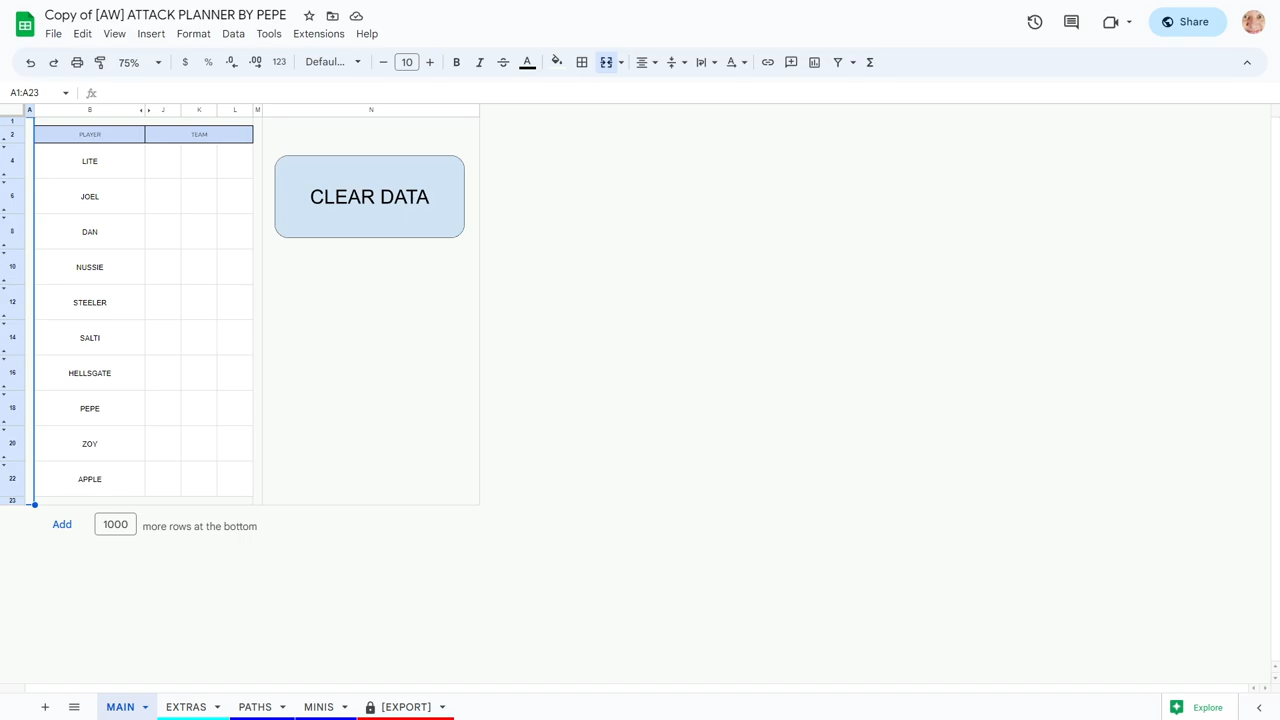 Copy of [AW] ATTACK PLANNER BY PEPE
File Edit View Insert Format Data Tools Extensions Help
Share
75% $ % .0 .00 123 Defaul... 10 B I S A
A1:A23 fx
A B J K L M N
1
2 PLAYER TEAM
4 LITE
CLEAR DATA
6 JOEL
8 DAN
10 NUSSIE
12 STEELER
14 SALTI
16 HELLSGATE
18 PEPE
20 ZOY
22 APPLE
23
Add 1000 more rows at the bottom
MAIN EXTRAS PATHS MINIS [EXPORT] Explore